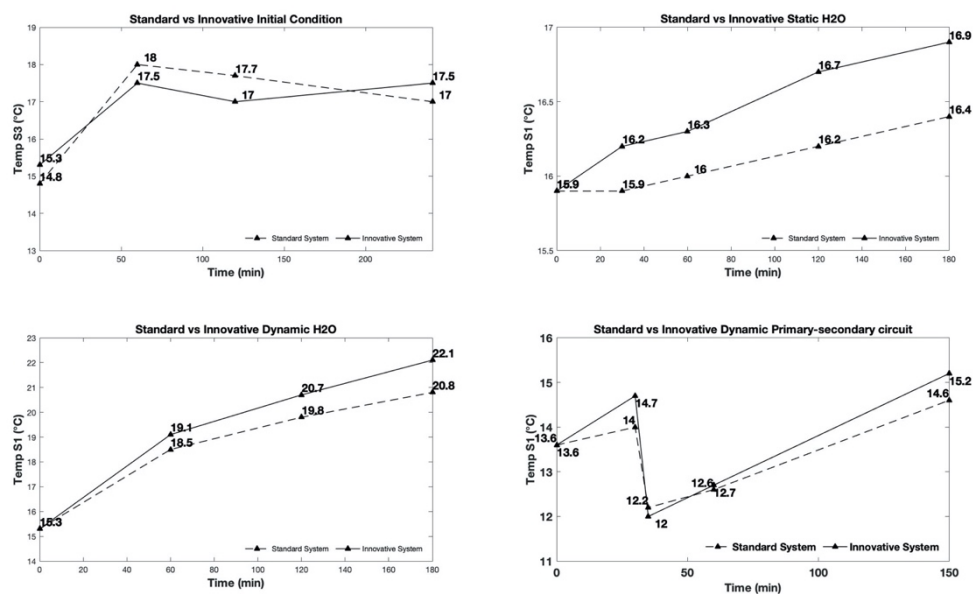 Standard vs Innovative Initial Condition
Temp S3 (°C)
19
18
17
16
15
14
13
15.3
14.8
18
17.5
17.7
17
17.5
17
Standard System
Innovative System
0 50 100 150 200
Time (min)
Standard vs Innovative Static H2O
Temp S1 (°C)
17
16.5
16
15.5
15.9
16.2
15.9
16.3
16
16.7
16.2
16.9
16.4
Standard System
Innovative System
0 20 40 60 80 100 120 140 160 180
Time (min)
Standard vs Innovative Dynamic H2O
Temp S1 (°C)
23
22
21
20
19
18
17
16
15
14
15.3
19.1
18.5
20.7
19.8
22.1
20.8
Standard System
Innovative System
0 20 40 60 80 100 120 140 160 180
Time (min)
Standard vs Innovative Dynamic Primary-secondary circuit
Temp S1 (°C)
16
15
14
13
12
11
13.6
13.6
14.7
14
12.2
12
12.6
12.7
15.2
14.6
Standard System
Innovative System
0 50 100 150
Time (min)